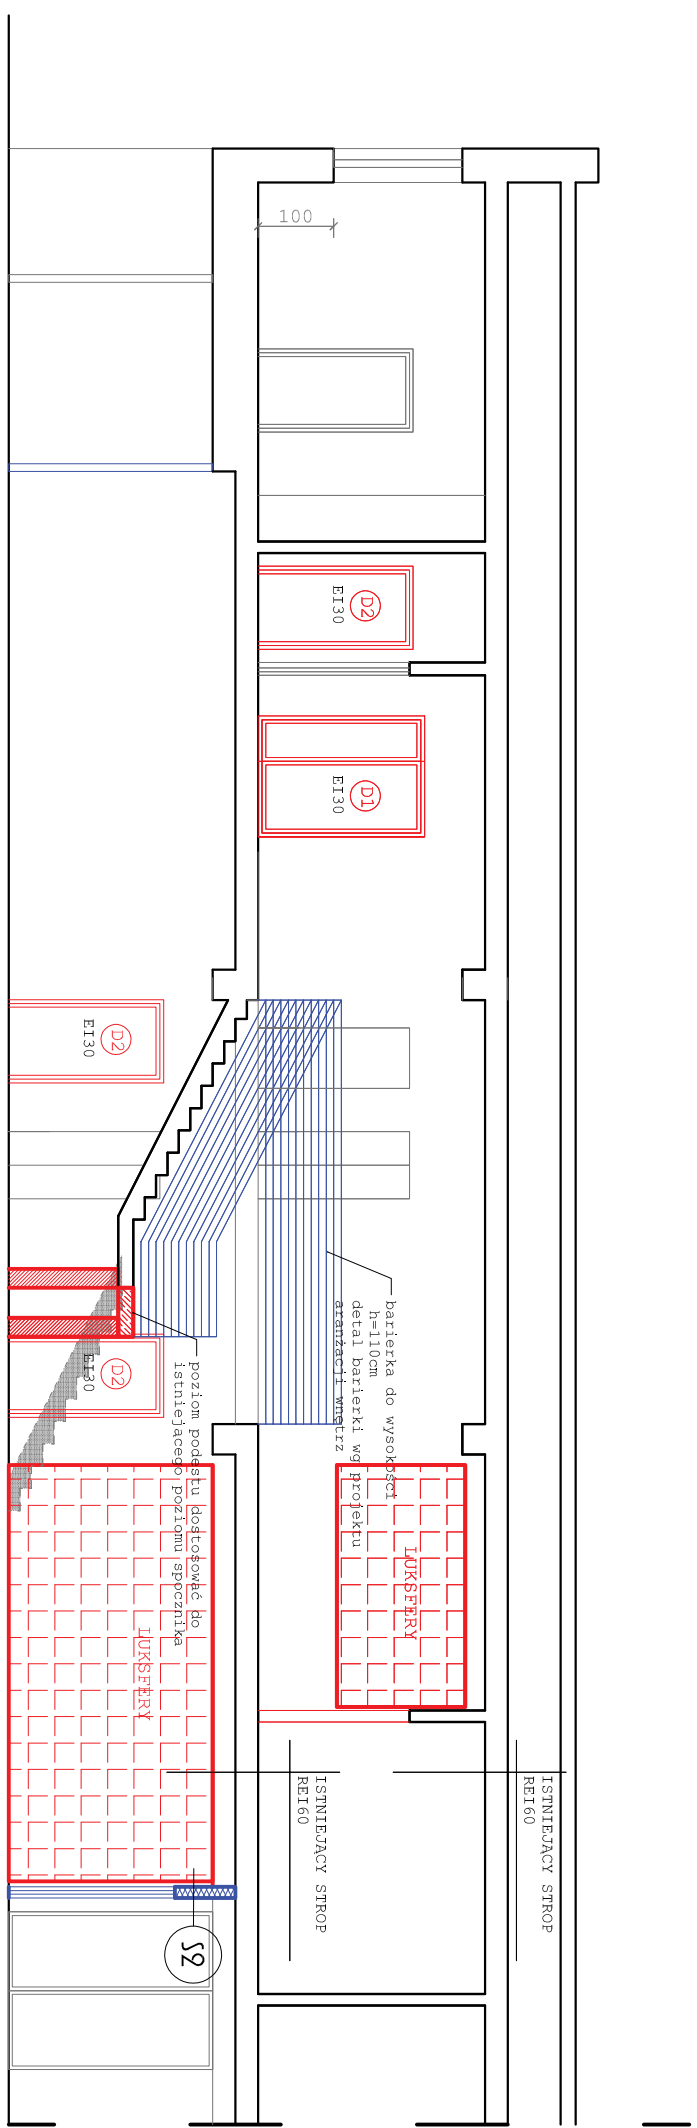 100
D2
EI30
D1
EI30
D2
EI30
D2
EI30
barierka do wysokości
h=110cm
detal barierki wg projektu
aranżacji wnętrz
poziom podestu dostosować do
istniejącego poziomu spocznika
LUKSFERY
LUKSFERY
ISTNIEJĄCY STROP
REI60
ISTNIEJĄCY STROP
REI60
S2